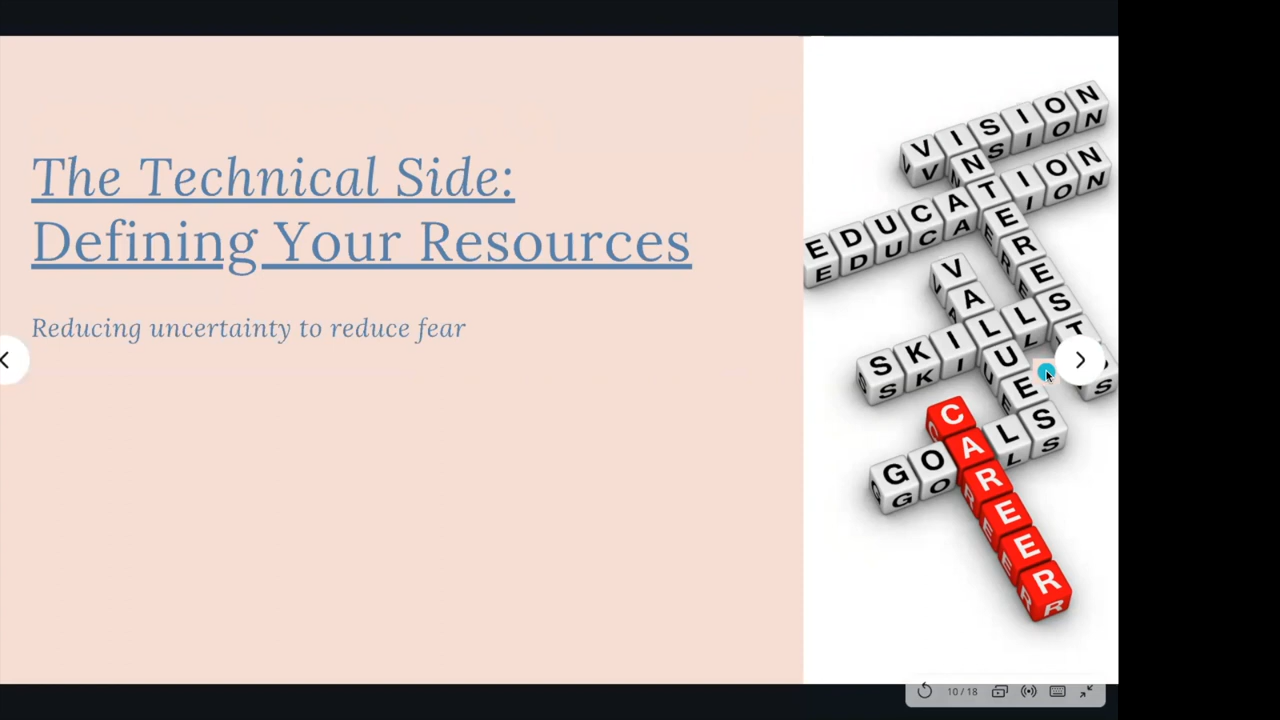 The Technical Side:
Defining Your Resources
Reducing uncertainty to reduce fear
VISION
EDUCATION
INTERESTS
VALUES
SKILLS
GOALS
CAREER
10 / 18